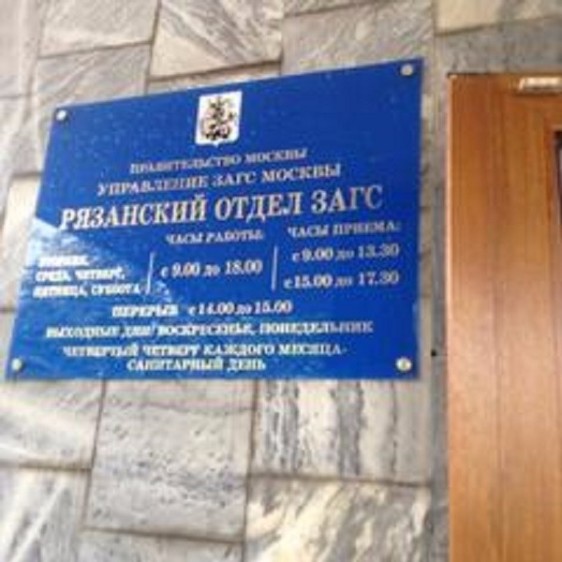 ПРАВИТЕЛЬСТВО МОСКВЫ
УПРАВЛЕНИЕ ЗАГС МОСКВЫ
РЯЗАНСКИЙ ОТДЕЛ ЗАГС
ЧАСЫ РАБОТЫ: ЧАСЫ ПРИЕМА:
ВТОРНИК,
СРЕДА, ЧЕТВЕРГ,
ПЯТНИЦА, СУББОТА
с 9.00 до 18.00
с 9.00 до 13.30
с 15.00 до 17.30
ПЕРЕРЫВ с 14.00 до 15.00
ВЫХОДНЫЕ ДНИ: ВОСКРЕСЕНЬЕ, ПОНЕДЕЛЬНИК
ЧЕТВЕРТЫЙ ЧЕТВЕРГ КАЖДОГО МЕСЯЦА-
САНИТАРНЫЙ ДЕНЬ